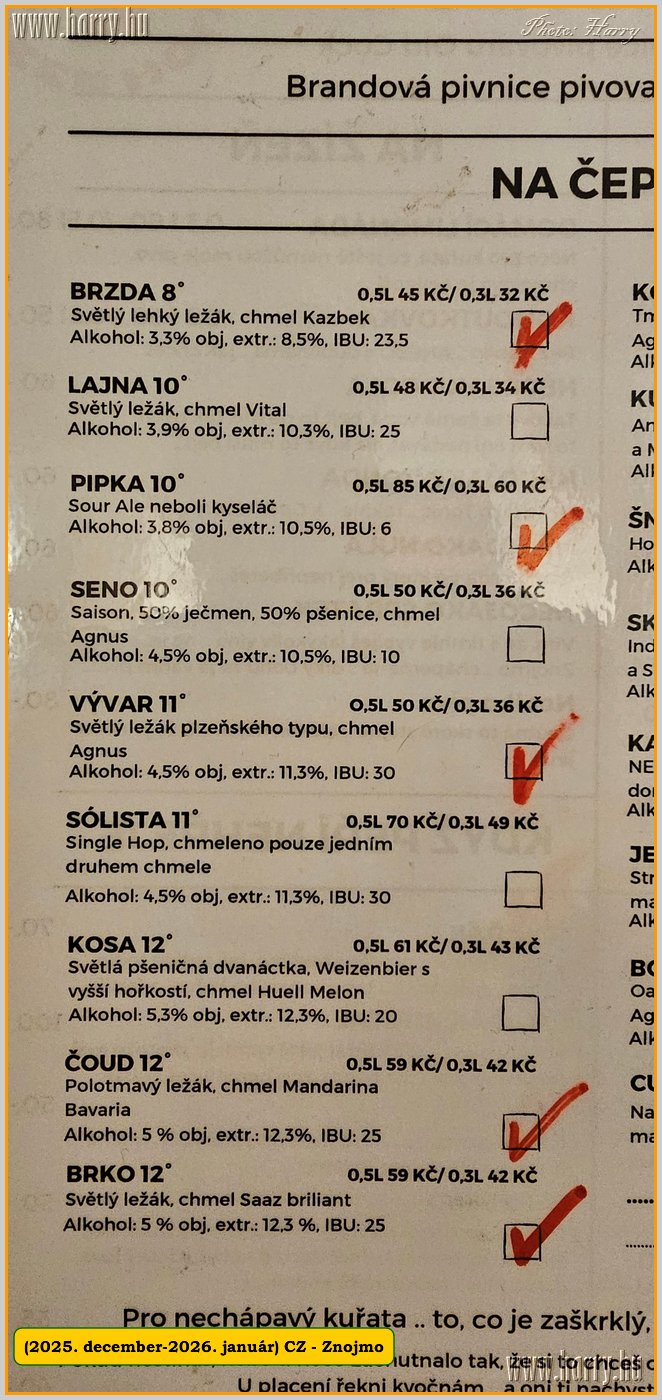 www.harry.hu
Photo: Harry
Brandová pivnice pivova
NA ČEP
BRZDA 8° 0,5L 45 KČ/ 0,3L 32 KČ
Světlý lehký ležák, chmel Kazbek
Alkohol: 3,3% obj, extr.: 8,5%, IBU: 23,5
LAJNA 10° 0,5L 48 KČ/ 0,3L 34 KČ
Světlý ležák, chmel Vital
Alkohol: 3,9% obj, extr.: 10,3%, IBU: 25
PIPKA 10° 0,5L 85 KČ/ 0,3L 60 KČ
Sour Ale neboli kyseláč
Alkohol: 3,8% obj, extr.: 10,5%, IBU: 6
SENO 10° 0,5L 50 KČ/ 0,3L 36 KČ
Saison, 50% ječmen, 50% pšenice, chmel
Agnus
Alkohol: 4,5% obj, extr.: 10,5%, IBU: 10
VÝVAR 11° O,5L 50 KČ/ 0,3L 36 KČ
Světlý ležák plzeňského typu, chmel
Agnus
Alkohol: 4,5% obj, extr.: 11,3%, IBU: 30
SÓLISTA 11° 0,5L 70 KČ/ 0,3L 49 KČ
Single Hop, chmeleno pouze jedním
druhem chmele
Alkohol: 4,5% obj, extr.: 11,3%, IBU: 30
KOSA 12° 0,5L 61 KČ/ 0,3L 43 KČ
Světlá pšeničná dvanáctka, Weizenbier s
vyšší hořkostí, chmel Huell Melon
Alkohol: 5,3% obj, extr.: 12,3%, IBU: 20
ČOUD 12° 0,5L 59 KČ/ 0,3L 42 KČ
Polotmavý ležák, chmel Mandarina
Bavaria
Alkohol: 5 % obj, extr.: 12,3%, IBU: 25
BRKO 12° 0,5L 59 KČ/ 0,3L 42 KČ
Světlý ležák, chmel Saaz briliant
Alkohol: 5 % obj, extr.: 12,3 %, IBU: 25
Pro nechápavý kuřata .. to, co je zaškrklý,
(2025. december-2026. január) CZ - Znojmo
tak, že si to chceš
www.harry.hu
U placení řekni kvočnám